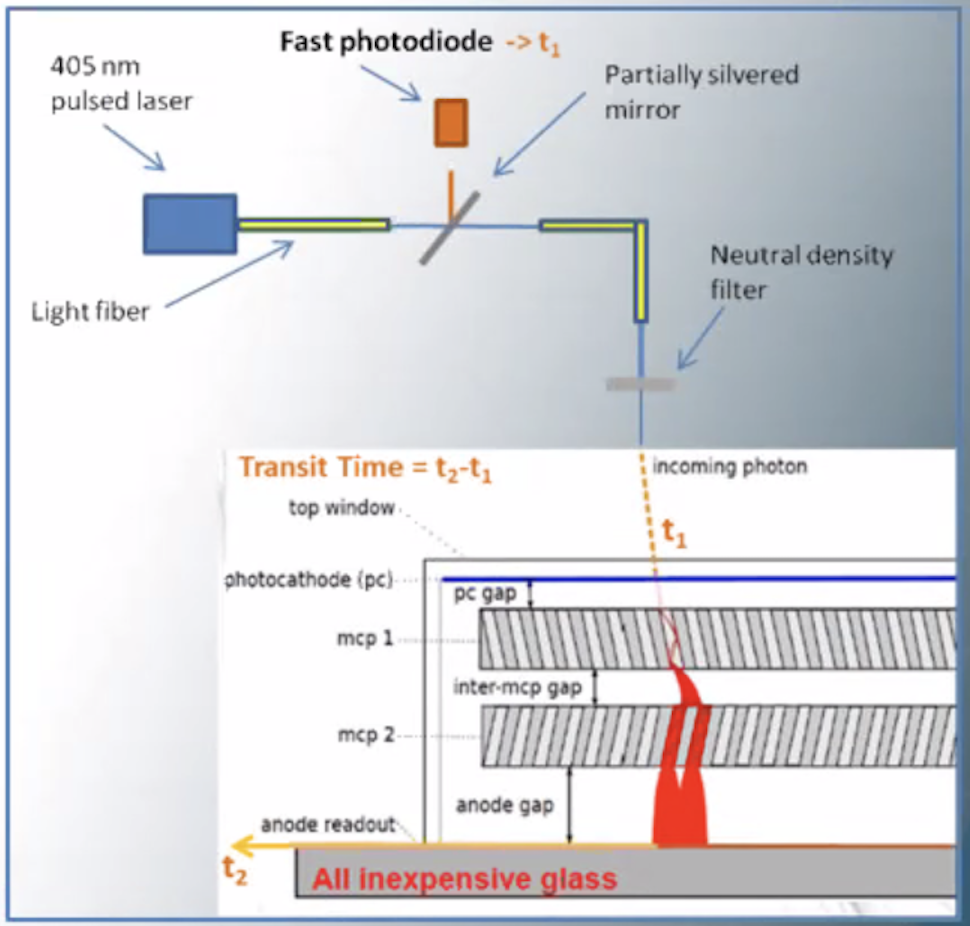 Fast photodiode -> t₁
405 nm
pulsed laser
Partially silvered
mirror
Light fiber
Neutral density
filter
Transit Time = t₂-t₁
incoming photon
top window
t₁
photocathode (pc)
pc gap
mcp 1
inter-mcp gap
mcp 2
anode gap
anode readout
t₂
All inexpensive glass